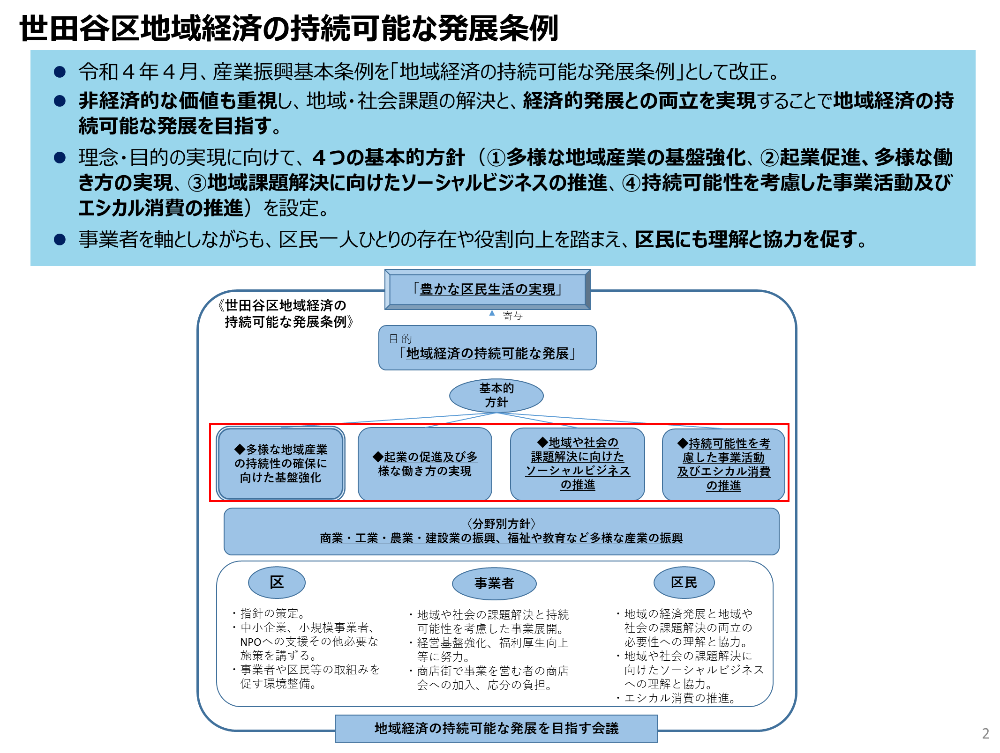 世田谷区地域経済の持続可能な発展条例
● 令和４年４月、産業振興基本条例を「地域経済の持続可能な発展条例」として改正。
● 非経済的な価値も重視し、地域・社会課題の解決と、経済的発展との両立を実現することで地域経済の持
続可能な発展を目指す。
● 理念・目的の実現に向けて、４つの基本的方針（①多様な地域産業の基盤強化、②起業促進、多様な働
き方の実現、③地域課題解決に向けたソーシャルビジネスの推進、④持続可能性を考慮した事業活動及び
エシカル消費の推進）を設定。
● 事業者を軸としながらも、区民一人ひとりの存在や役割向上を踏まえ、区民にも理解と協力を促す。
「豊かな区民生活の実現」
《世田谷区地域経済の
持続可能な発展条例》
寄与
目的
「地域経済の持続可能な発展」
基本的
方針
◆多様な地域産業
の持続性の確保に
向けた基盤強化
◆起業の促進及び多
様な働き方の実現
◆地域や社会の
課題解決に向けた
ソーシャルビジネス
の推進
◆持続可能性を考
慮した事業活動
及びエシカル消費
の推進
〈分野別方針〉
商業・工業・農業・建設業の振興、福祉や教育など多様な産業の振興
区
・指針の策定。
・中小企業、小規模事業者、
NPOへの支援その他必要な
施策を講ずる。
・事業者や区民等の取組みを
促す環境整備。
事業者
・地域や社会の課題解決と持続
可能性を考慮した事業展開。
・経営基盤強化、福利厚生向上
等に努力。
・商店街で事業を営む者の商店
会への加入、応分の負担。
区民
・地域の経済発展と地域や
社会の課題解決の両立の
必要性への理解と協力。
・地域や社会の課題解決に
向けたソーシャルビジネス
への理解と協力。
・エシカル消費の推進。
地域経済の持続可能な発展を目指す会議
2